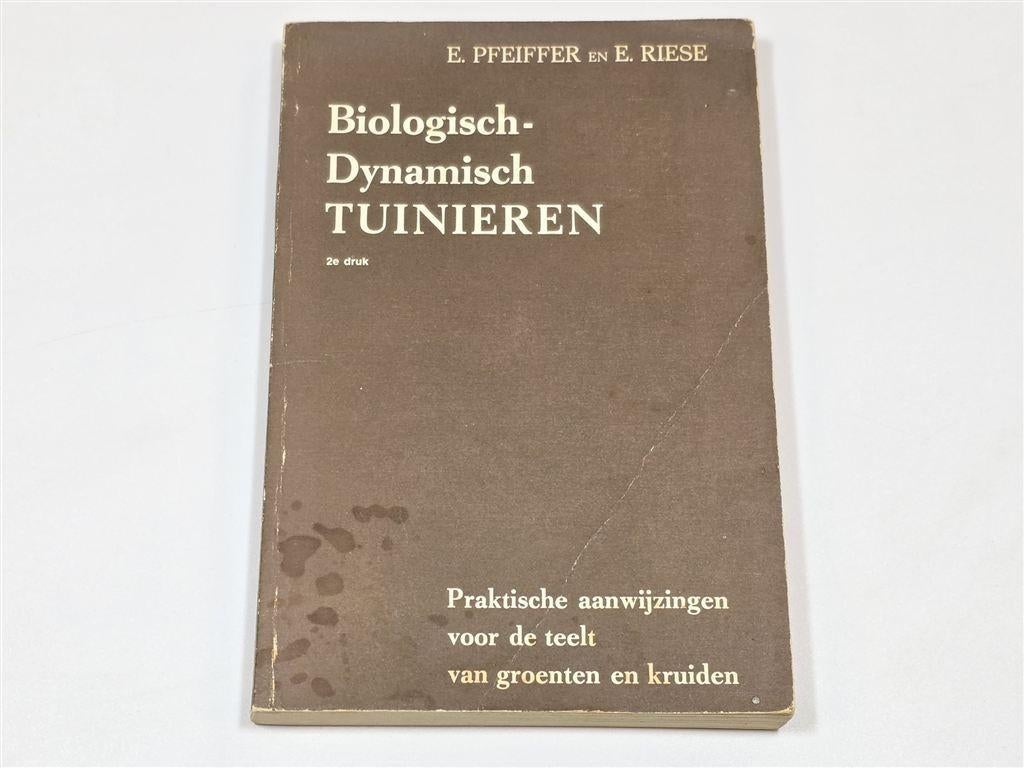 E. PFEIFFER EN E. RIESE
Biologisch-
Dynamisch
TUINIEREN
2e druk
Praktische aanwijzingen
voor de teelt
van groenten en kruiden